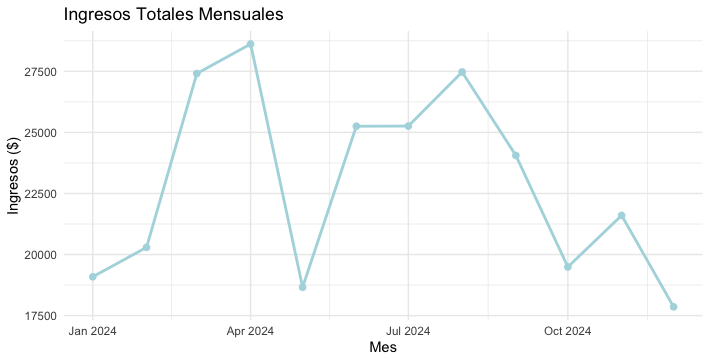 Ingresos Totales Mensuales
Ingresos ($)
27500
25000
22500
20000
17500
Jan 2024
Apr 2024
Jul 2024
Oct 2024
Mes